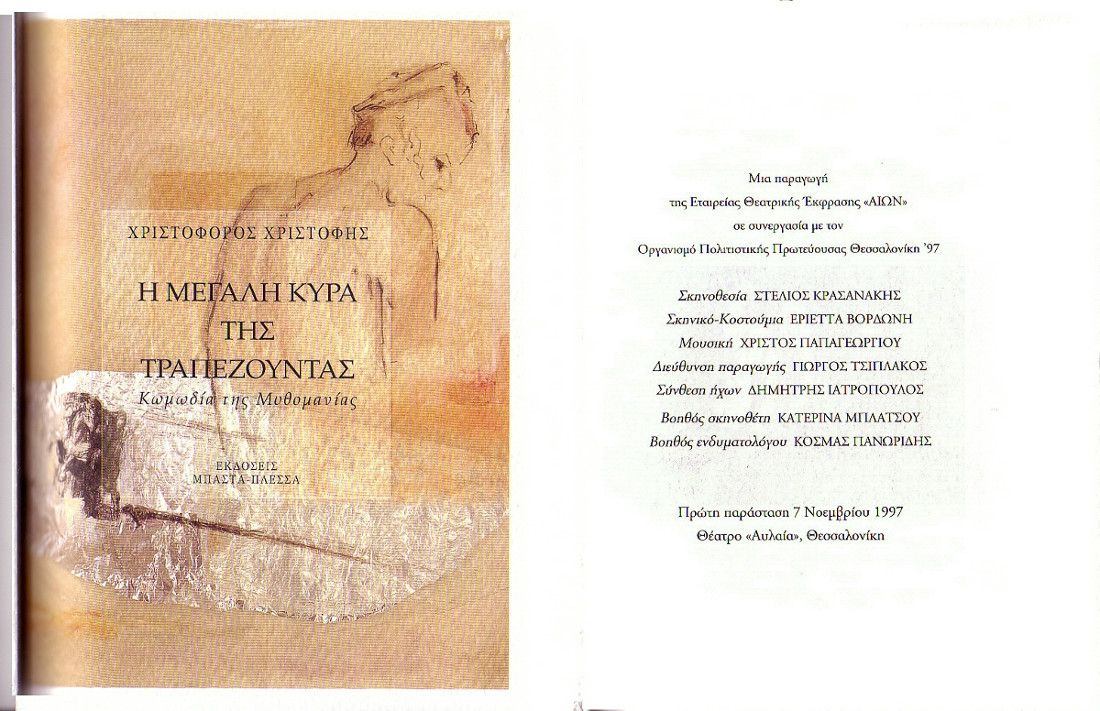 ΧΡΙΣΤΟΦΟΡΟΣ ΧΡΙΣΤΟΦΗΣ
Η ΜΕΓΑΛΗ ΚΥΡΑ
ΤΗΣ
ΤΡΑΠΕΖΟΥΝΤΑΣ
Κωμωδία της Μυθομανίας
ΕΚΔΟΣΕΙΣ
ΜΠΑΣΤΑ-ΠΛΕΣΣΑ
Μια παραγωγή
της Εταιρείας Θεατρικής Έκφρασης «ΑΙΩΝ»
σε συνεργασία με τον
Οργανισμό Πολιτιστικής Πρωτεύουσας Θεσσαλονίκη '97
Σκηνοθεσία ΣΤΕΛΙΟΣ ΚΡΑΣΑΝΑΚΗΣ
Σκηνικό-Κοστούμια ΕΡΙΕΤΤΑ ΒΟΡΔΩΝΗ
Μουσική ΧΡΙΣΤΟΣ ΠΑΠΑΓΕΩΡΓΙΟΥ
Διεύθυνση παραγωγής ΓΙΩΡΓΟΣ ΤΣΙΠΛΑΚΟΣ
Σύνθεση ήχων ΔΗΜΗΤΡΗΣ ΙΑΤΡΟΠΟΥΛΟΣ
Βοηθός σκηνοθέτη ΚΑΤΕΡΙΝΑ ΜΠΛΑΤΣΟΥ
Βοηθός ενδυματολόγου ΚΟΣΜΑΣ ΠΑΝΩΡΙΔΗΣ
Πρώτη παράσταση 7 Νοεμβρίου 1997
Θέατρο «Αυλαία», Θεσσαλονίκη